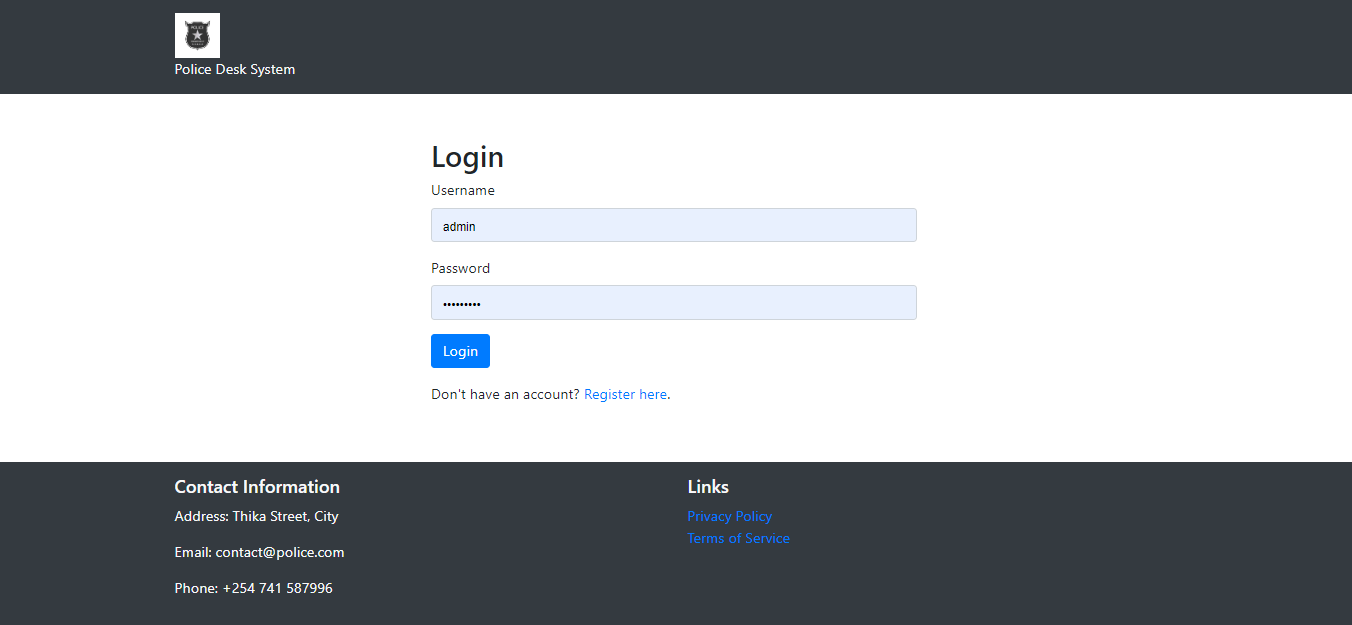 POLICE
Police Desk System
Login
Username
admin
Password
•••••••••
Login
Don't have an account? Register here.
Contact Information
Address: Thika Street, City
Email: contact@police.com
Phone: +254 741 587996
Links
Privacy Policy
Terms of Service